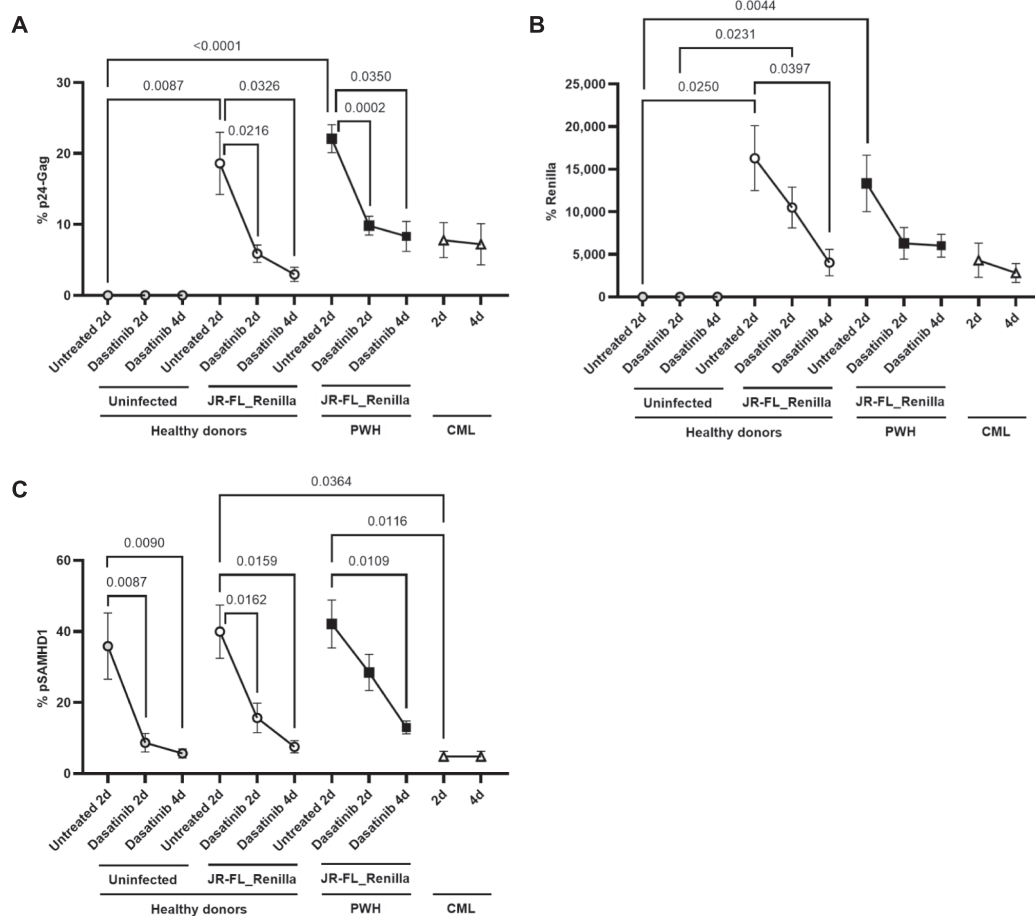 A
<0.0001
0.0087
0.0326
0.0350
0.0216
0.0002
30
20
10
0
% p24-Gag
Untreated 2d
Dasatinib 2d
Dasatinib 4d
Untreated 2d
Dasatinib 2d
Dasatinib 4d
Untreated 2d
Dasatinib 2d
Dasatinib 4d
2d
4d
Uninfected
JR-FL_Renilla
JR-FL_Renilla
Healthy donors
PWH
CML
B
0.0044
0.0231
0.0397
0.0250
25,000
20,000
15,000
10,000
5,000
0
% Renilla
Untreated 2d
Dasatinib 2d
Dasatinib 4d
Untreated 2d
Dasatinib 2d
Dasatinib 4d
Untreated 2d
Dasatinib 2d
Dasatinib 4d
2d
4d
Uninfected
JR-FL_Renilla
JR-FL_Renilla
Healthy donors
PWH
CML
C
0.0364
0.0116
0.0090
0.0159
0.0109
0.0087
0.0162
60
40
20
0
% pSAMHD1
Untreated 2d
Dasatinib 2d
Dasatinib 4d
Untreated 2d
Dasatinib 2d
Dasatinib 4d
Untreated 2d
Dasatinib 2d
Dasatinib 4d
2d
4d
Uninfected
JR-FL_Renilla
JR-FL_Renilla
Healthy donors
PWH
CML